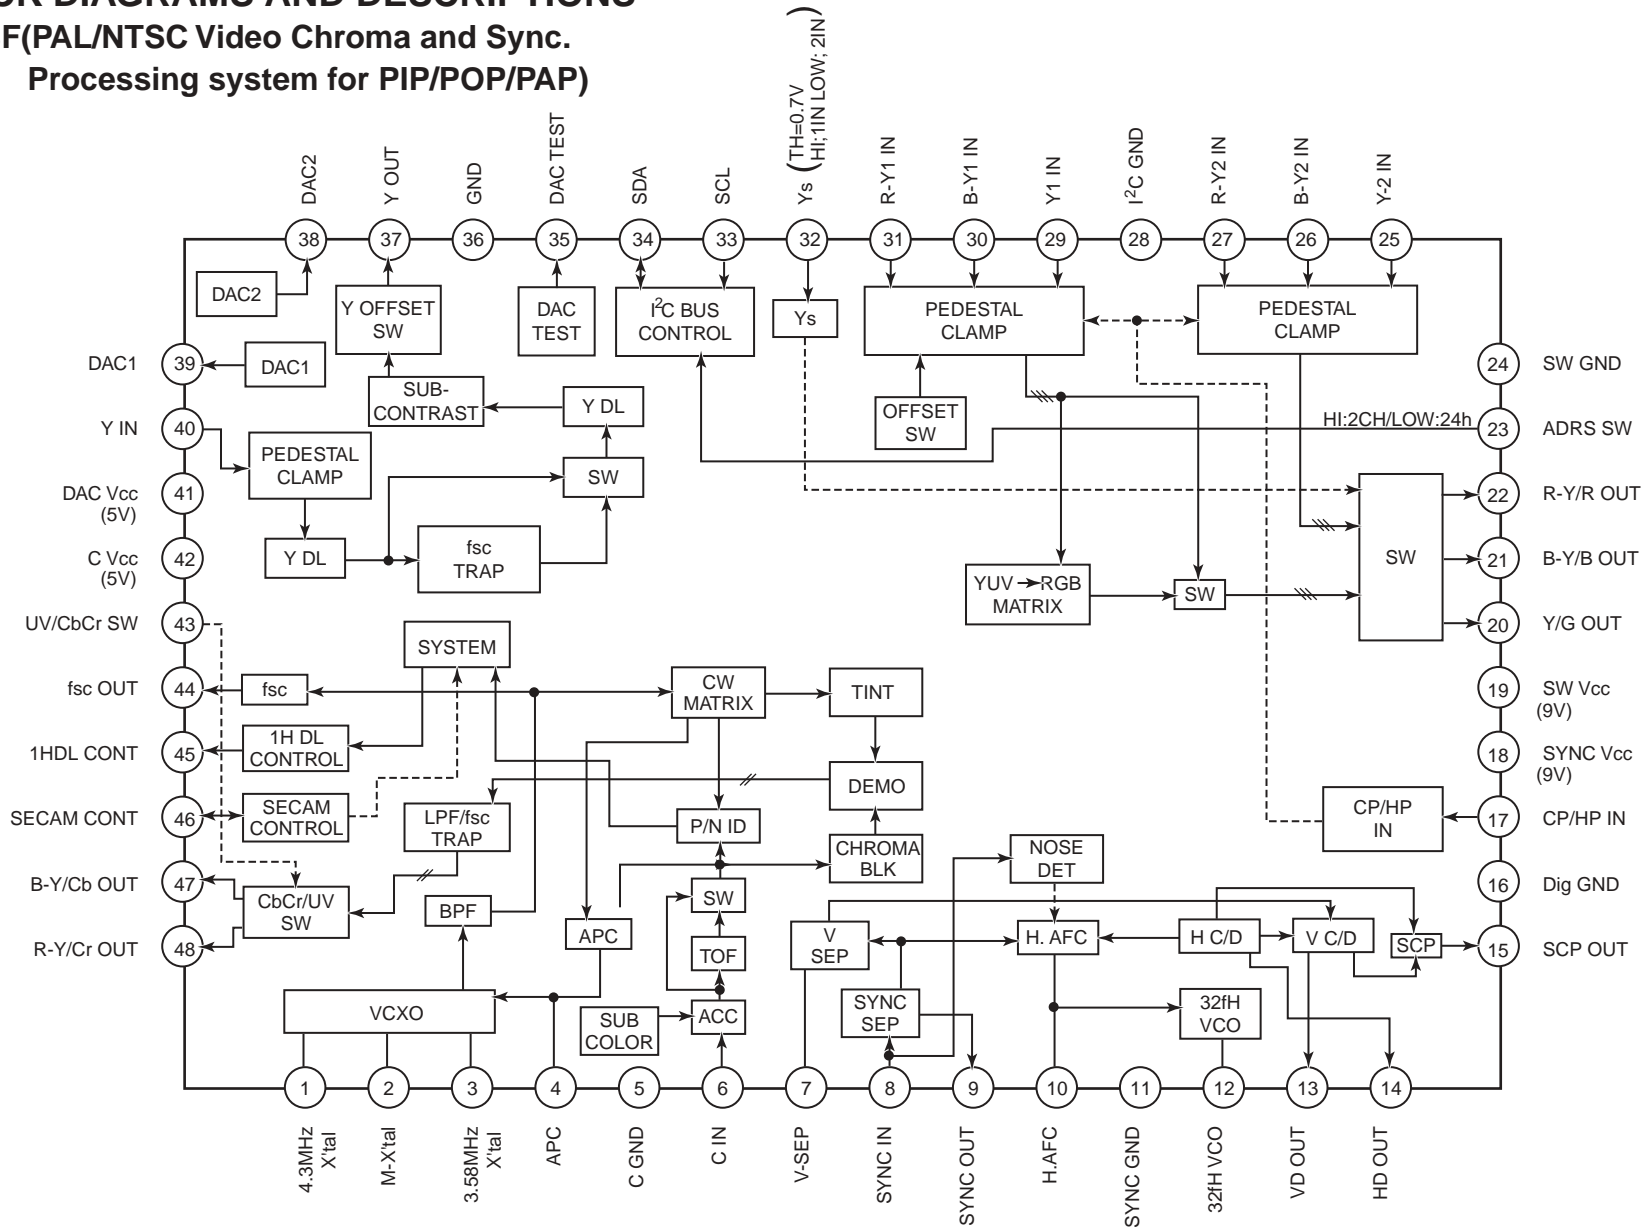 F(PAL/NTSC Video Chroma and Sync.
Processing system for PIP/POP/PAP)
(TH=0.7V
HI;1IN LOW; 2IN)
DAC2
Y OUT
GND
DAC TEST
SDA
SCL
Ys
R-Y1 IN
B-Y1 IN
Y1 IN
I2C GND
R-Y2 IN
B-Y2 IN
Y-2 IN
38
37
36
35
34
33
32
31
30
29
28
27
26
25
DAC2
Y OFFSET
SW
DAC
TEST
I2C BUS
CONTROL
Ys
PEDESTAL
CLAMP
PEDESTAL
CLAMP
DAC1
39
DAC1
SUB-
CONTRAST
Y DL
OFFSET
SW
24
SW GND
HI:2CH/LOW:24h
23
ADRS SW
Y IN
40
PEDESTAL
CLAMP
SW
DAC Vcc
(5V)
41
22
R-Y/R OUT
C Vcc
(5V)
42
Y DL
fsc
TRAP
YUV
RGB
MATRIX
SW
SW
21
B-Y/B OUT
UV/CbCr SW
43
SYSTEM
20
Y/G OUT
fsc OUT
44
fsc
CW
MATRIX
TINT
19
SW Vcc
(9V)
1HDL CONT
45
1H DL
CONTROL
DEMO
18
SYNC Vcc
(9V)
SECAM CONT
46
SECAM
CONTROL
LPF/fsc
TRAP
P/N ID
CP/HP
IN
17
CP/HP IN
CHROMA
BLK
NOSE
DET
B-Y/Cb OUT
47
CbCr/UV
SW
BPF
SW
16
Dig GND
R-Y/Cr OUT
48
APC
TOF
V
SEP
H. AFC
H C/D
V C/D
SCP
15
SCP OUT
VCXO
SUB
COLOR
ACC
SYNC
SEP
32fH
VCO
1
2
3
4
5
6
7
8
9
10
11
12
13
14
4.3MHz
X'tal
M-X'tal
3.58MHz
X'tal
APC
C GND
C IN
V-SEP
SYNC IN
SYNC OUT
H.AFC
SYNC GND
32fH VCO
VD OUT
HD OUT